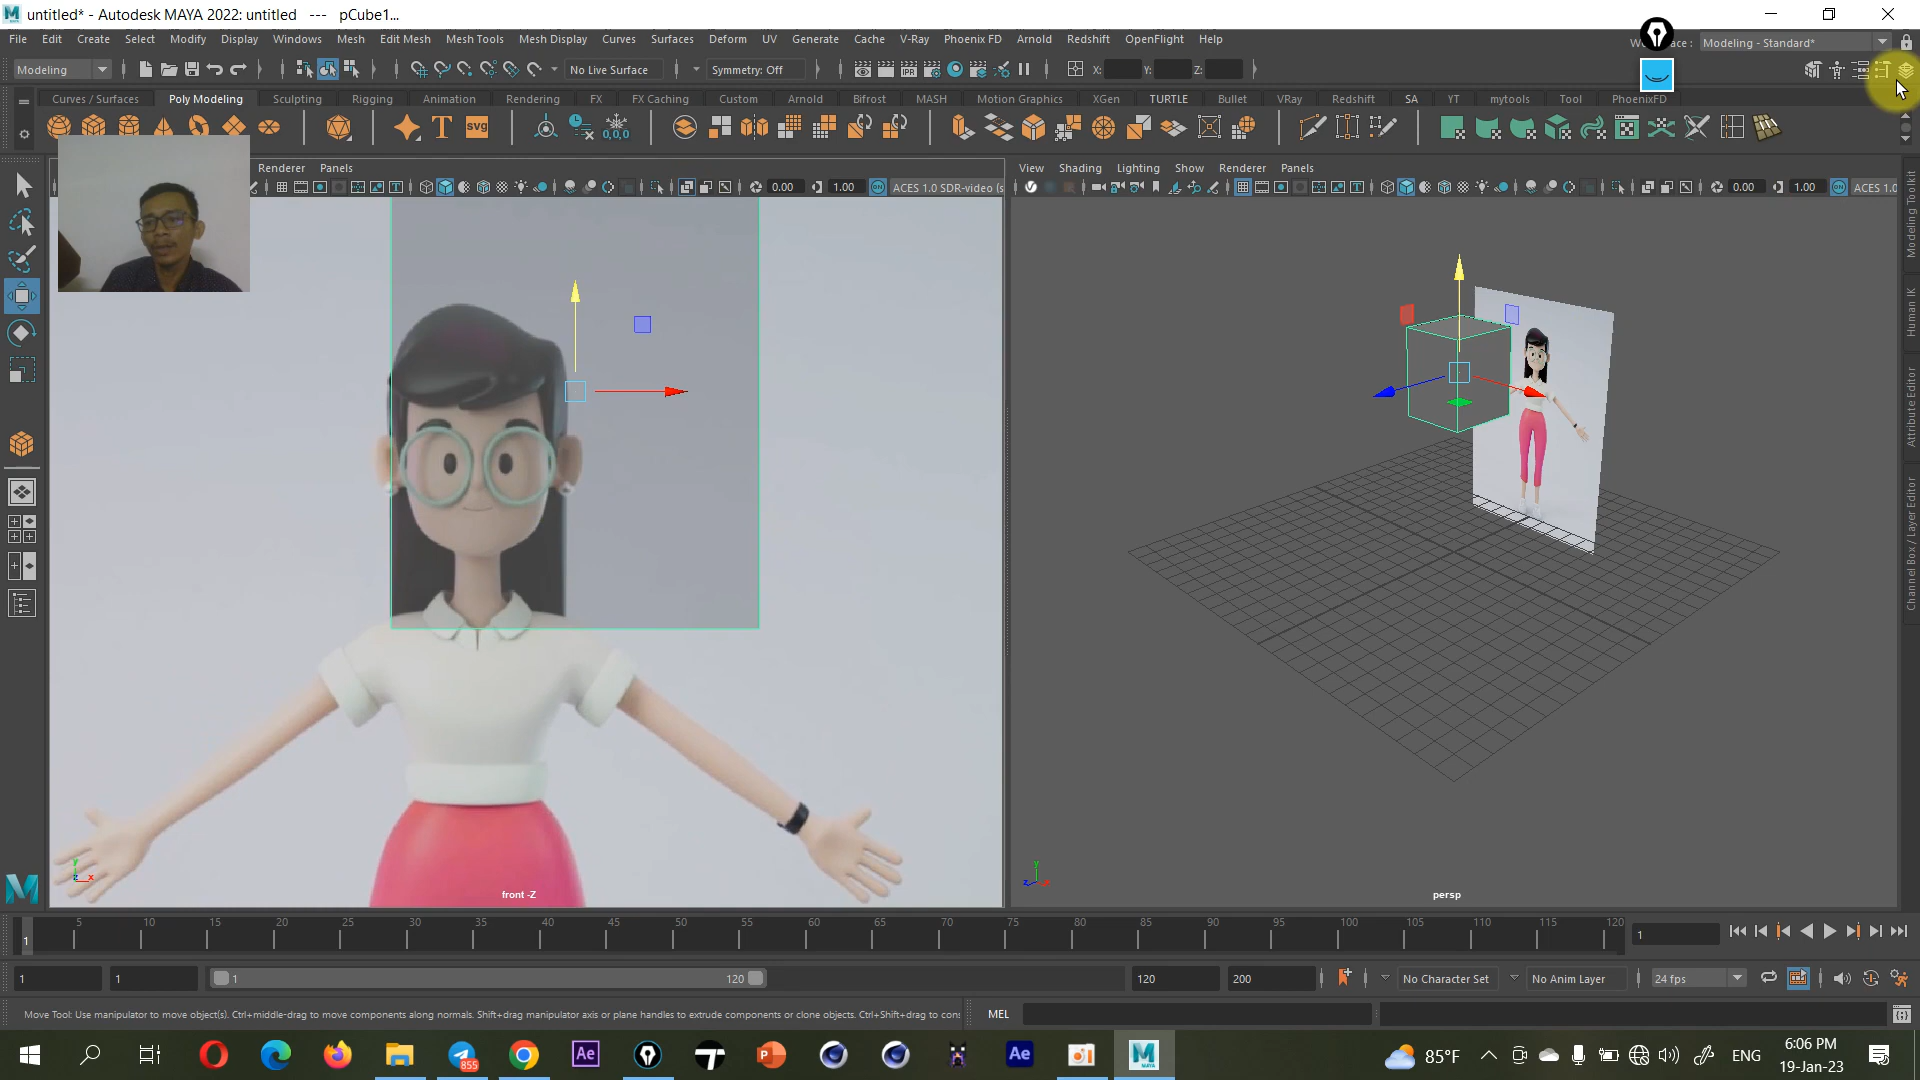 untitled* - Autodesk MAYA 2022: untitled --- pCube1...
File Edit Create Select Modify Display Windows Mesh Edit Mesh Mesh Tools Mesh Display Curves Surfaces Deform UV Generate Cache V-Ray Phoenix FD Arnold Redshift OpenFlight Help
Modeling - Standard*
Modeling
No Live Surface
Symmetry: Off
X:
Y:
Z:
Curves / Surfaces Poly Modeling Sculpting Rigging Animation Rendering FX FX Caching Custom Arnold Bifrost MASH Motion Graphics XGen TURTLE Bullet VRay Redshift SA YT mytools Tool PhoenixFD
T SVG 0,0,0
Renderer Panels
0.00 1.00 ACES 1.0 SDR-video (s
View Shading Lighting Show Renderer Panels
0.00 1.00 ACES 1.0
Modeling Toolkit
Human IK
Attribute Editor
Channel Box / Layer Editor
front -Z
persp
5 10 15 20 25 30 35 40 45 50 55 60 65 70 75 80 85 90 95 100 105 110 115 120
1
1
1
1
1
120
120
200
No Character Set
No Anim Layer
24 fps
Move Tool: Use manipulator to move object(s). Ctrl+middle-drag to move components along normals. Shift+drag manipulator axis or plane handles to extrude components or clone objects. Ctrl+Shift+drag to cons
MEL
855
85°F
ENG
6:06 PM
19-Jan-23